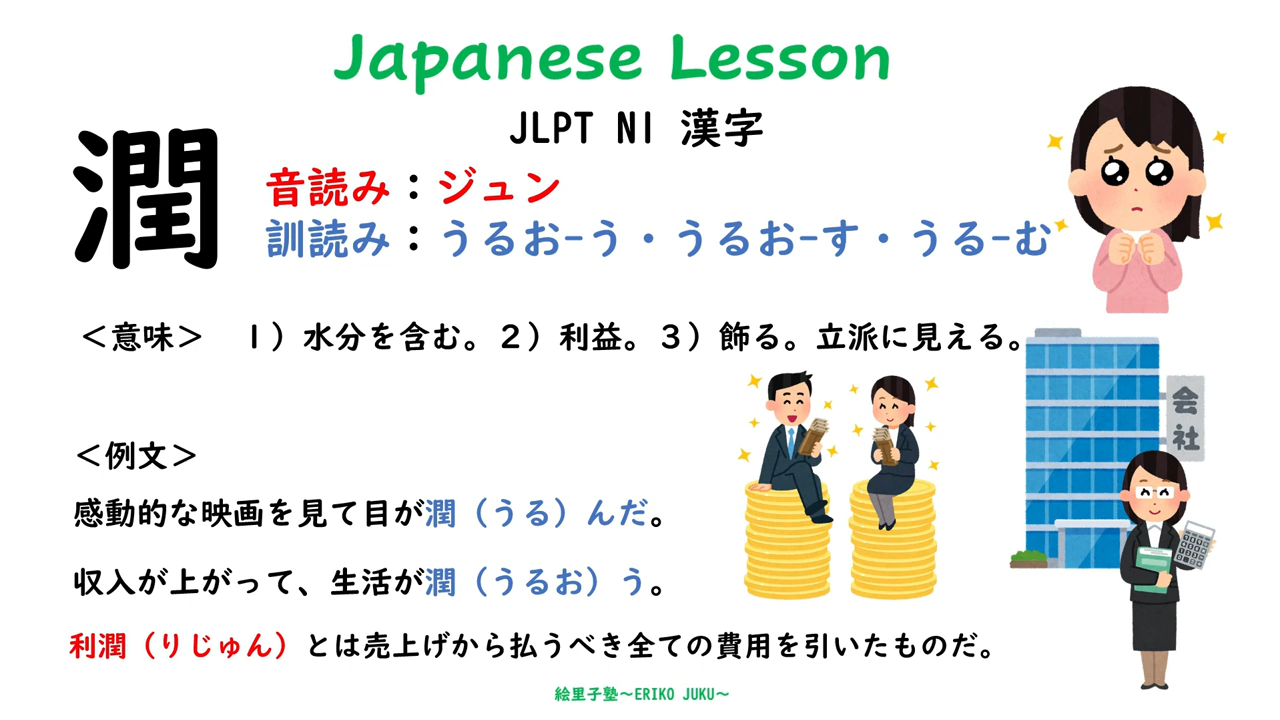 Japanese Lesson
JLPT N1 漢字
潤
音読み：ジュン
訓読み：うるお-う・うるお-す・うる-む
＜意味＞　１）水分を含む。２）利益。３）飾る。立派に見える。
会社
＜例文＞
感動的な映画を見て目が潤（うる）んだ。
収入が上がって、生活が潤（うるお）う。
利潤（りじゅん）とは売上げから払うべき全ての費用を引いたものだ。
絵里子塾～ERIKO JUKU～